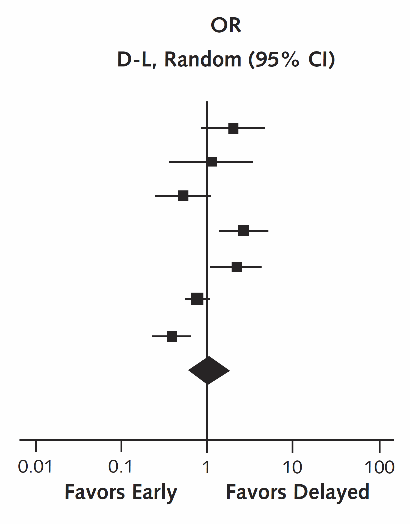 OR
D-L, Random (95% CI)
0.01 0.1 1 10 100
Favors Early Favors Delayed